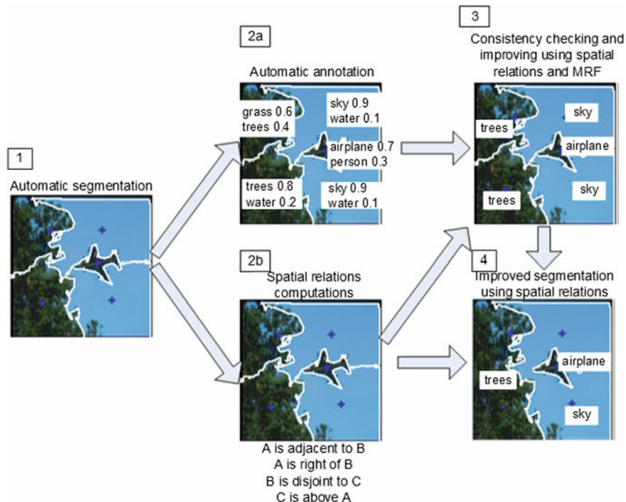 1
Automatic segmentation
2a
Automatic annotation
grass 0.6
trees 0.4
sky 0.9
water 0.1
airplane 0.7
person 0.3
trees 0.8
water 0.2
sky 0.9
water 0.1
2b
Spatial relations
computations
A is adjacent to B
A is right of B
B is disjoint to C
C is above A
3
Consistency checking and
improving using spatial
relations and MRF
sky
trees
airplane
sky
trees
4
Improved segmentation
using spatial relations
airplane
trees
sky